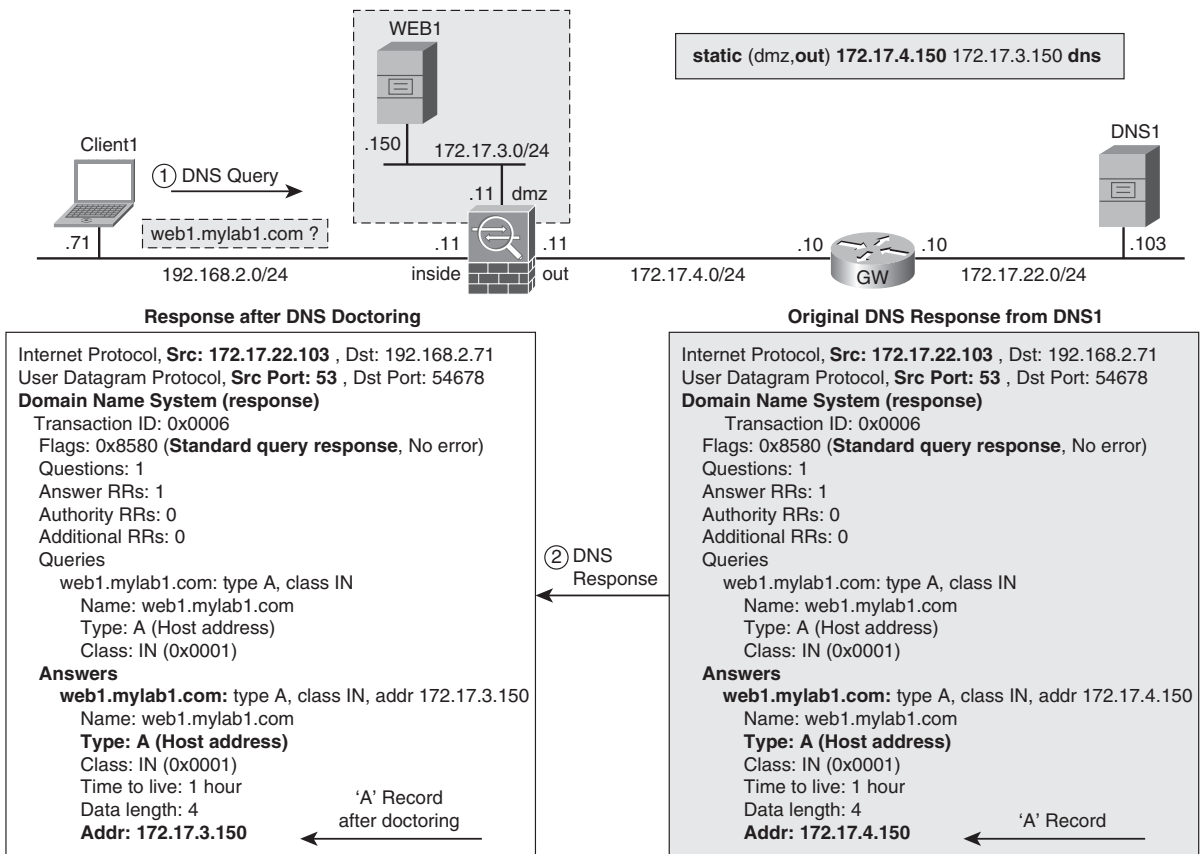 WEB1
static (dmz,out) 172.17.4.150 172.17.3.150 dns
Client1
DNS1
1 DNS Query
.150
172.17.3.0/24
.11 dmz
web1.mylab1.com ?
.71
.11
.11
.10
.10
.103
192.168.2.0/24
inside
out
172.17.4.0/24
GW
172.17.22.0/24
Response after DNS Doctoring
Internet Protocol, Src: 172.17.22.103 , Dst: 192.168.2.71
User Datagram Protocol, Src Port: 53 , Dst Port: 54678
Domain Name System (response)
Transaction ID: 0x0006
Flags: 0x8580 (Standard query response, No error)
Questions: 1
Answer RRs: 1
Authority RRs: 0
Additional RRs: 0
Queries
web1.mylab1.com: type A, class IN
Name: web1.mylab1.com
Type: A (Host address)
Class: IN (0x0001)
Answers
web1.mylab1.com: type A, class IN, addr 172.17.3.150
Name: web1.mylab1.com
Type: A (Host address)
Class: IN (0x0001)
Time to live: 1 hour
Data length: 4
Addr: 172.17.3.150
'A' Record
after doctoring
2 DNS
Response
Original DNS Response from DNS1
Internet Protocol, Src: 172.17.22.103 , Dst: 192.168.2.71
User Datagram Protocol, Src Port: 53 , Dst Port: 54678
Domain Name System (response)
Transaction ID: 0x0006
Flags: 0x8580 (Standard query response, No error)
Questions: 1
Answer RRs: 1
Authority RRs: 0
Additional RRs: 0
Queries
web1.mylab1.com: type A, class IN
Name: web1.mylab1.com
Type: A (Host address)
Class: IN (0x0001)
Answers
web1.mylab1.com: type A, class IN, addr 172.17.4.150
Name: web1.mylab1.com
Type: A (Host address)
Class: IN (0x0001)
Time to live: 1 hour
Data length: 4
Addr: 172.17.4.150
'A' Record